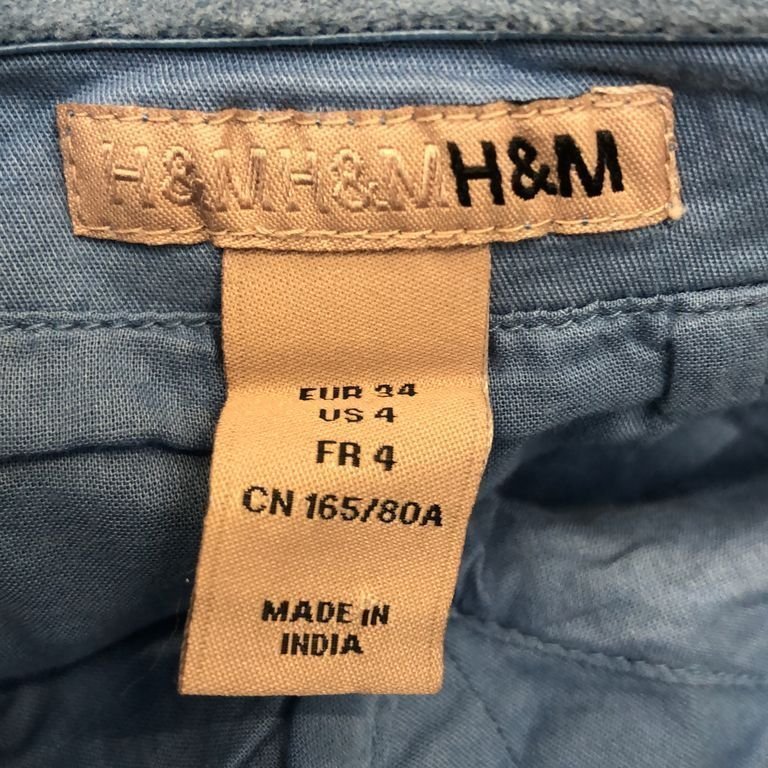 H&MH&MH&M
EUR 34
US 4
FR 4
CN 165/80A
MADE IN
INDIA